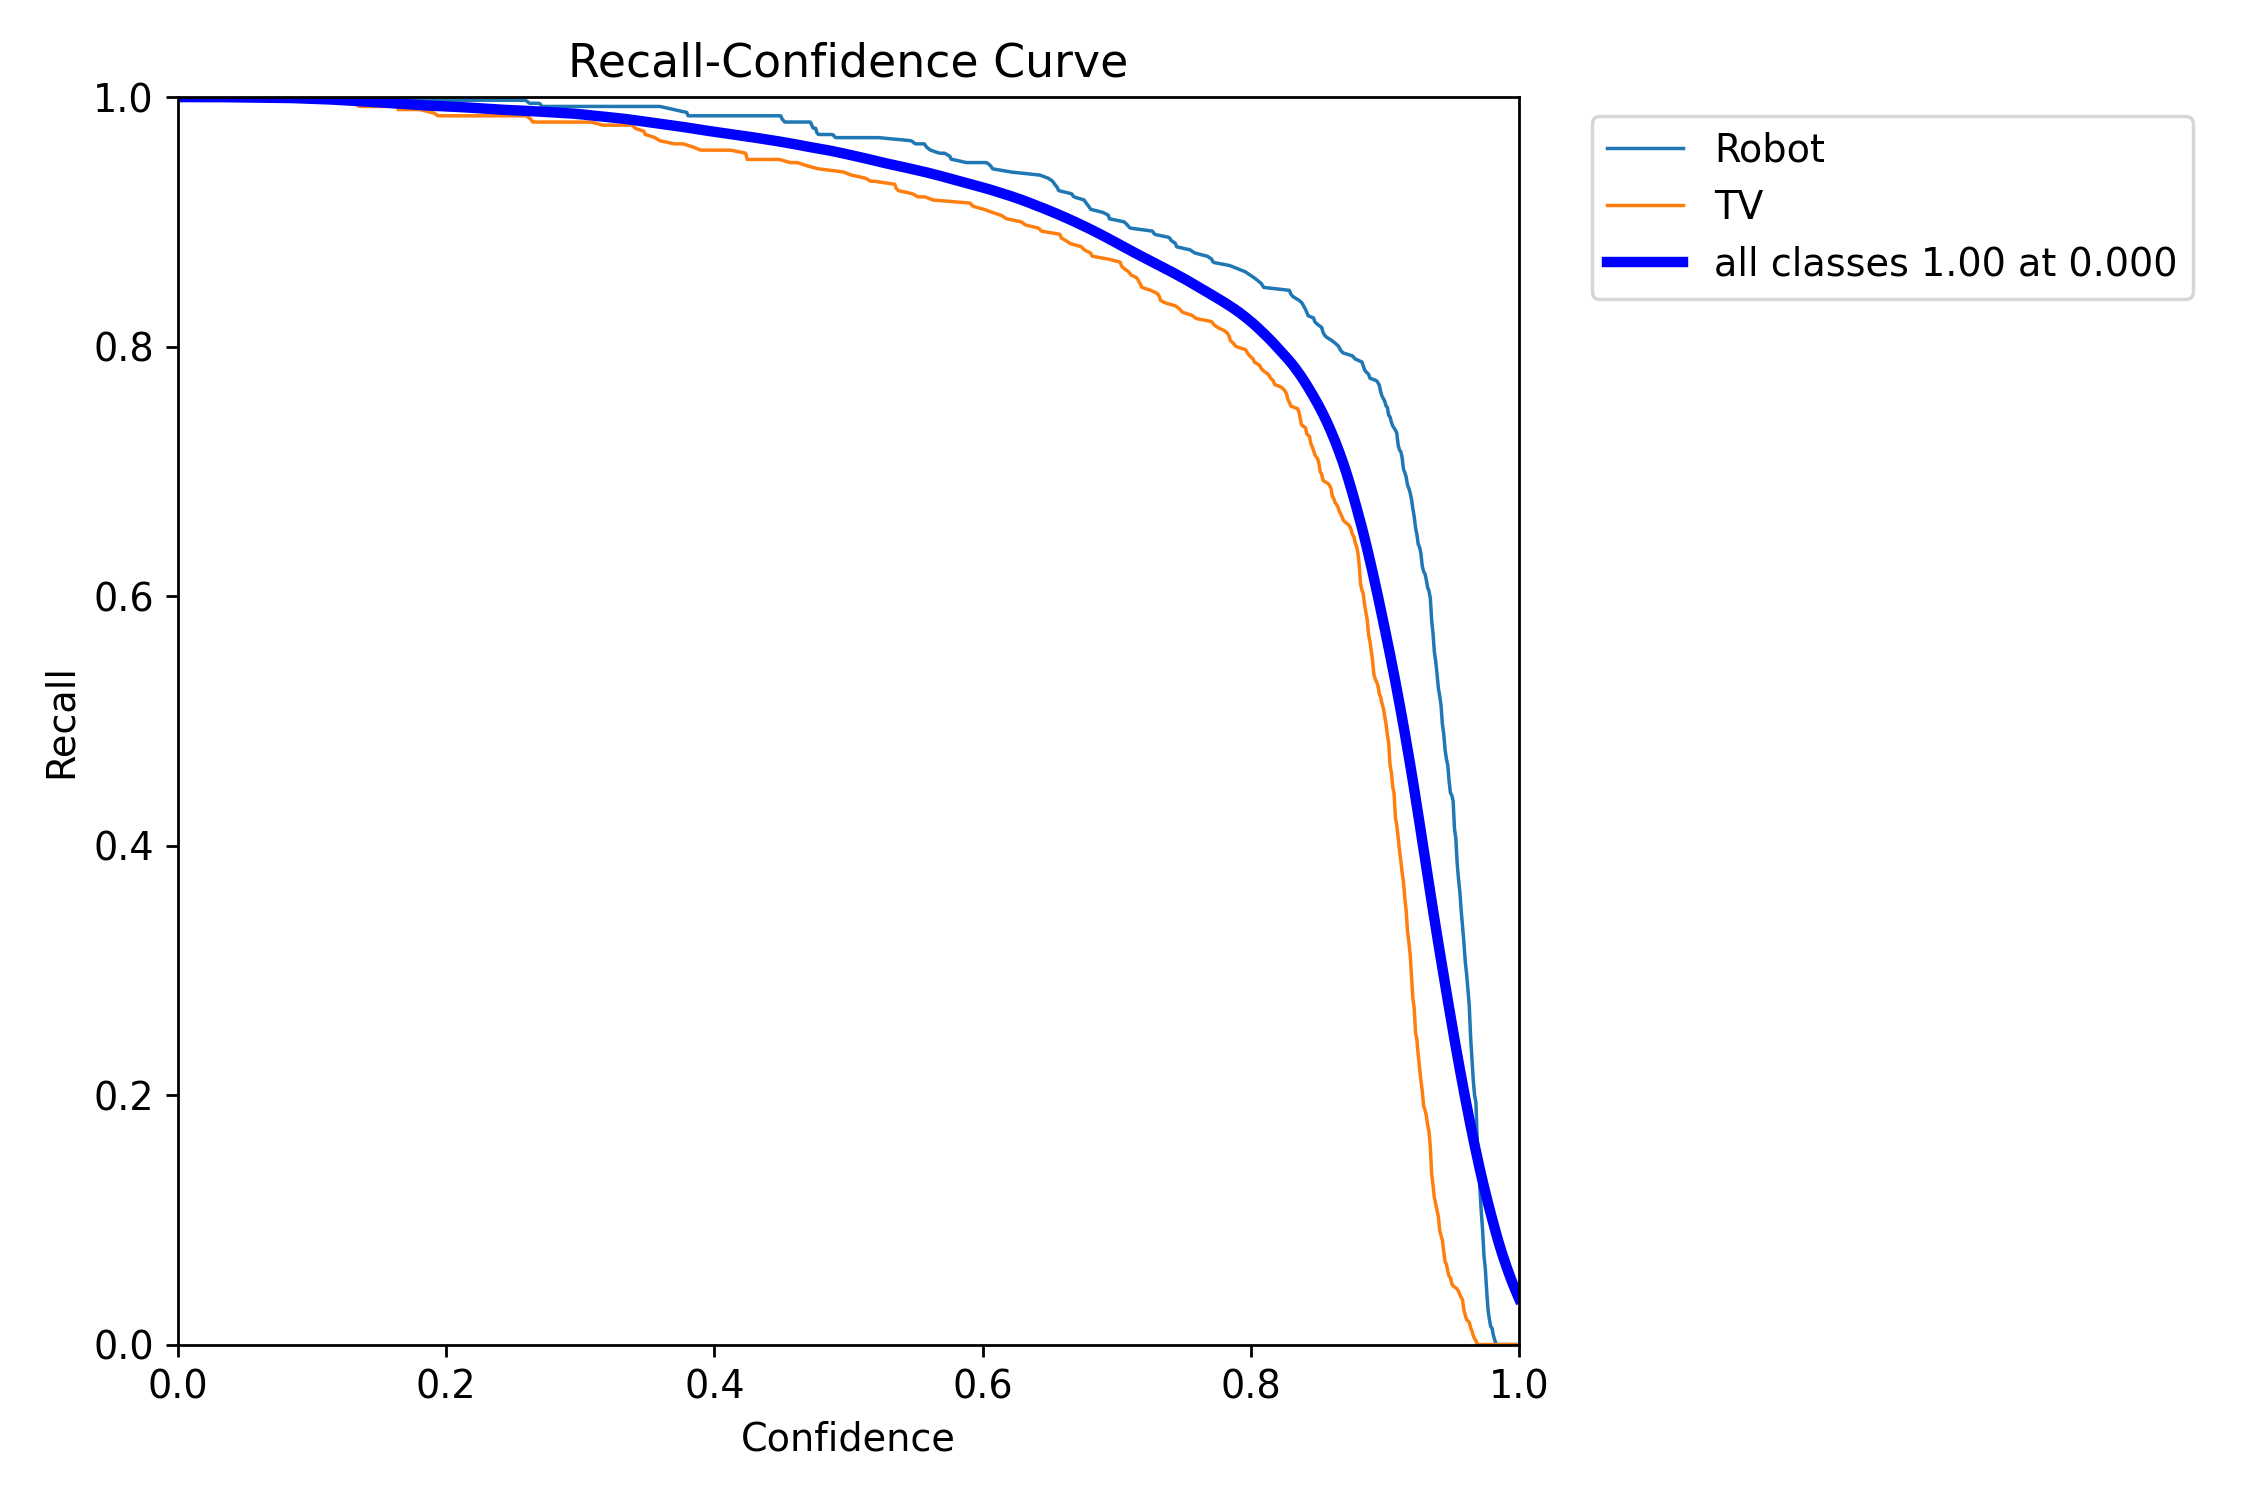 Recall-Confidence Curve
1.0
0.8
0.6
0.4
0.2
0.0
Recall
0.0 0.2 0.4 0.6 0.8 1.0
Confidence
Robot
TV
all classes 1.00 at 0.000